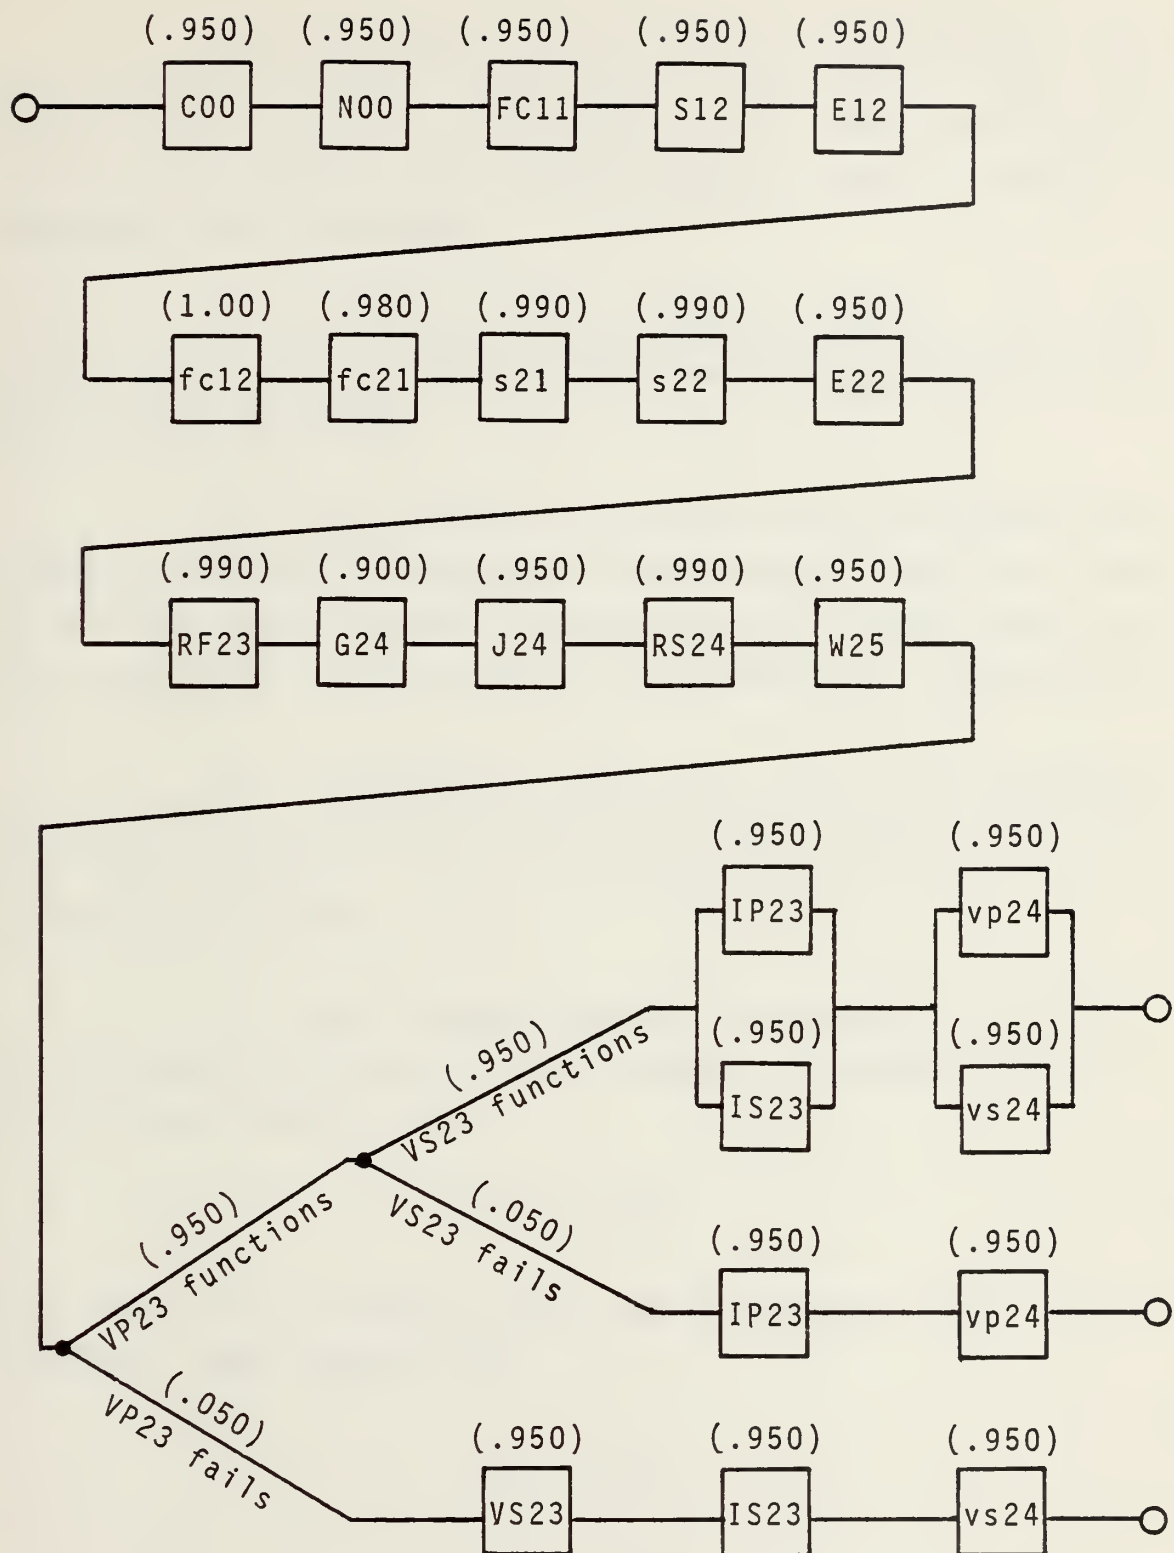 (.950) (.950) (.950) (.950) (.950)
C00 N00 FC11 S12 E12
(1.00) (.980) (.990) (.990) (.950)
fc12 fc21 s21 s22 E22
(.990) (.900) (.950) (.990) (.950)
RF23 G24 J24 RS24 W25
(.950) (.950)
IP23 vp24
(.950) (.950)
IS23 vs24
(.950)
VS23 functions
(.050)
VS23 fails
(.950) (.950)
IP23 vp24
(.950)
VP23 functions
(.050)
VP23 fails
(.950) (.950) (.950)
VS23 IS23 vs24